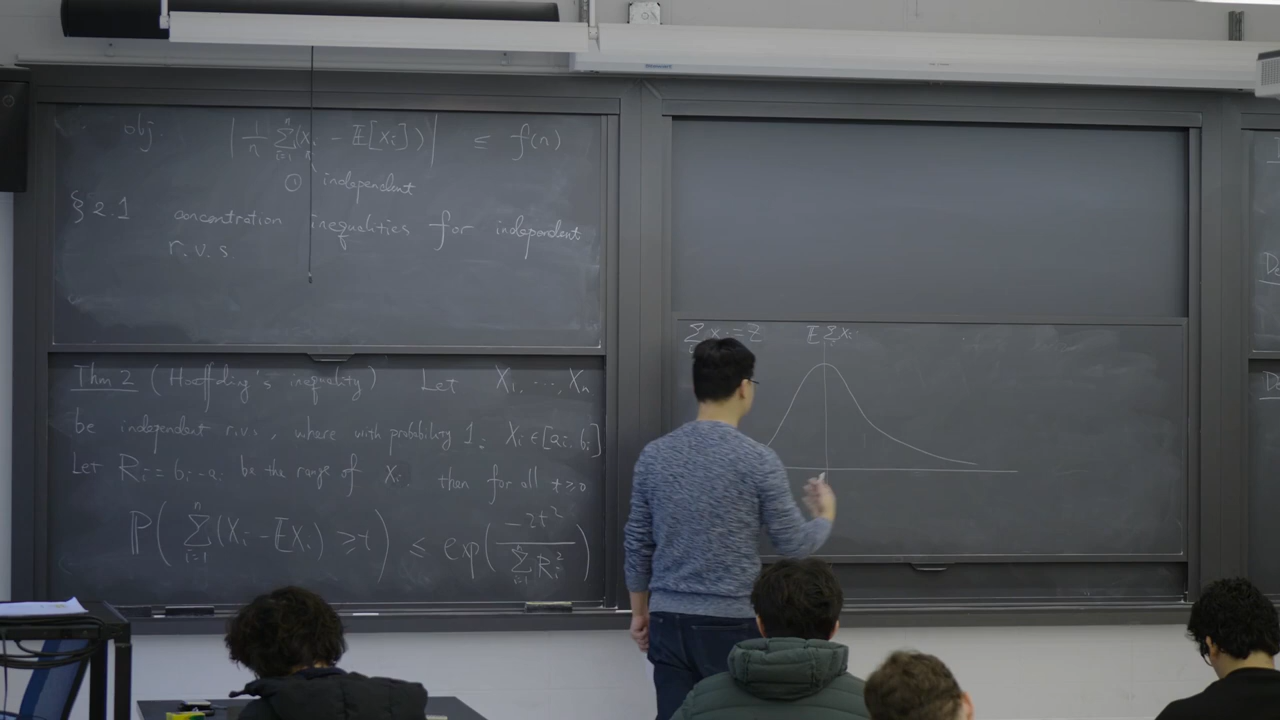 obj. | 1/n ∑_{i=1}^{n} (X_i - 𝔼[X_i]) | ≤ f(n)
① independent
§2.1 concentration inequalities for independent
r.v.s
Thm 2 (Hoeffding's inequality) Let X_1, ..., X_n
be independent r.v.s, where with probability 1, X_i ∈ [a_i, b_i]
Let R_i = b_i - a_i be the range of X_i then for all t ≥ 0
ℙ( ∑_{i=1}^{n} (X_i - 𝔼X_i) ≥ t ) ≤ exp( -2t² / ∑_{i=1}^{n} R_i² )
∑ X_i = Z 𝔼 ∑ X_i